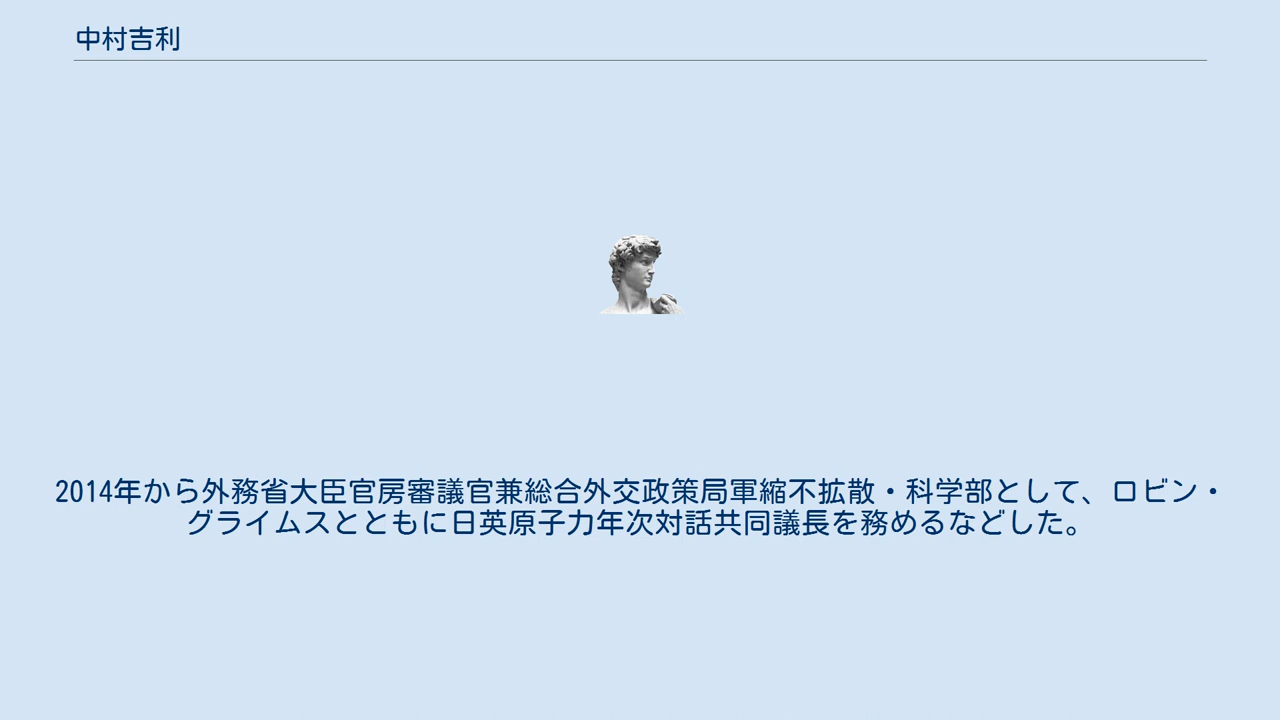 中村吉利
2014年から外務省大臣官房審議官兼総合外交政策局軍縮不拡散・科学部として、ロビン・
グライムスとともに日英原子力年次対話共同議長を務めるなどした。